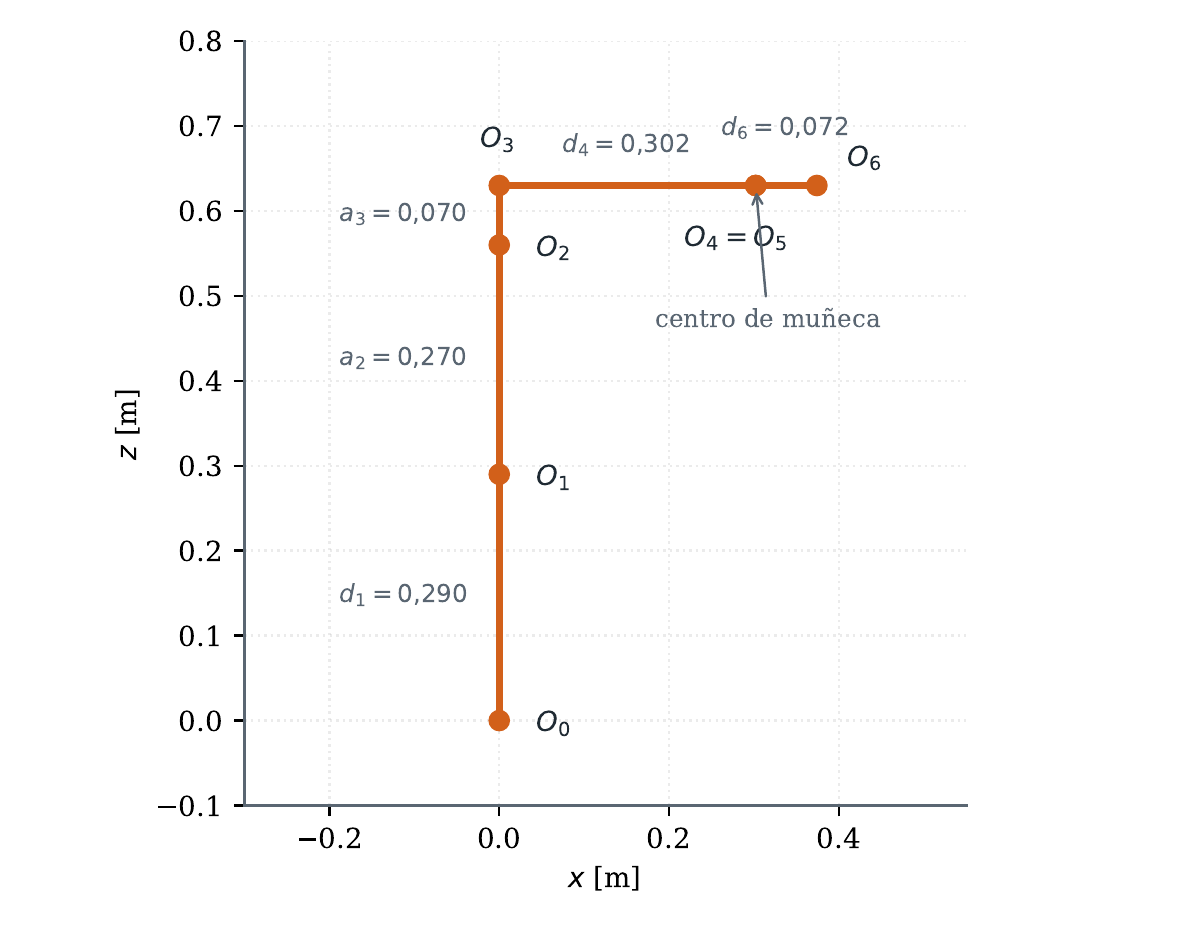 0.8
0.7
0.6
0.5
0.4
0.3
0.2
0.1
0.0
−0.1
−0.2
0.0
0.2
0.4
x [m]
z [m]
O3
d4 = 0,302
d6 = 0,072
O6
a3 = 0,070
O2
O4 = O5
centro de muñeca
a2 = 0,270
O1
d1 = 0,290
O0